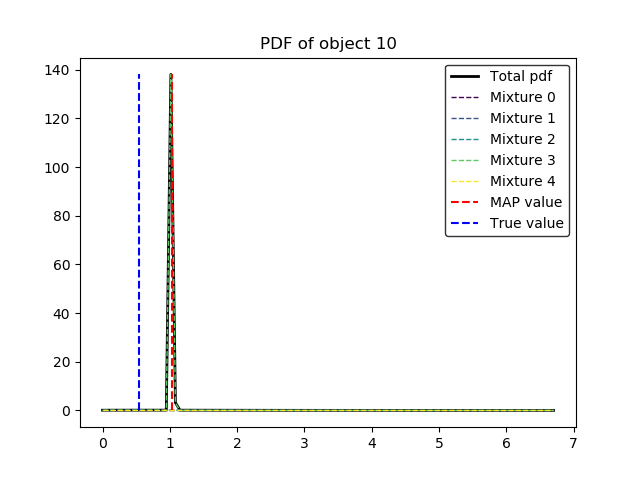 PDF of object 10
140
120
100
80
60
40
20
0
0 1 2 3 4 5 6 7
Total pdf
Mixture 0
Mixture 1
Mixture 2
Mixture 3
Mixture 4
MAP value
True value